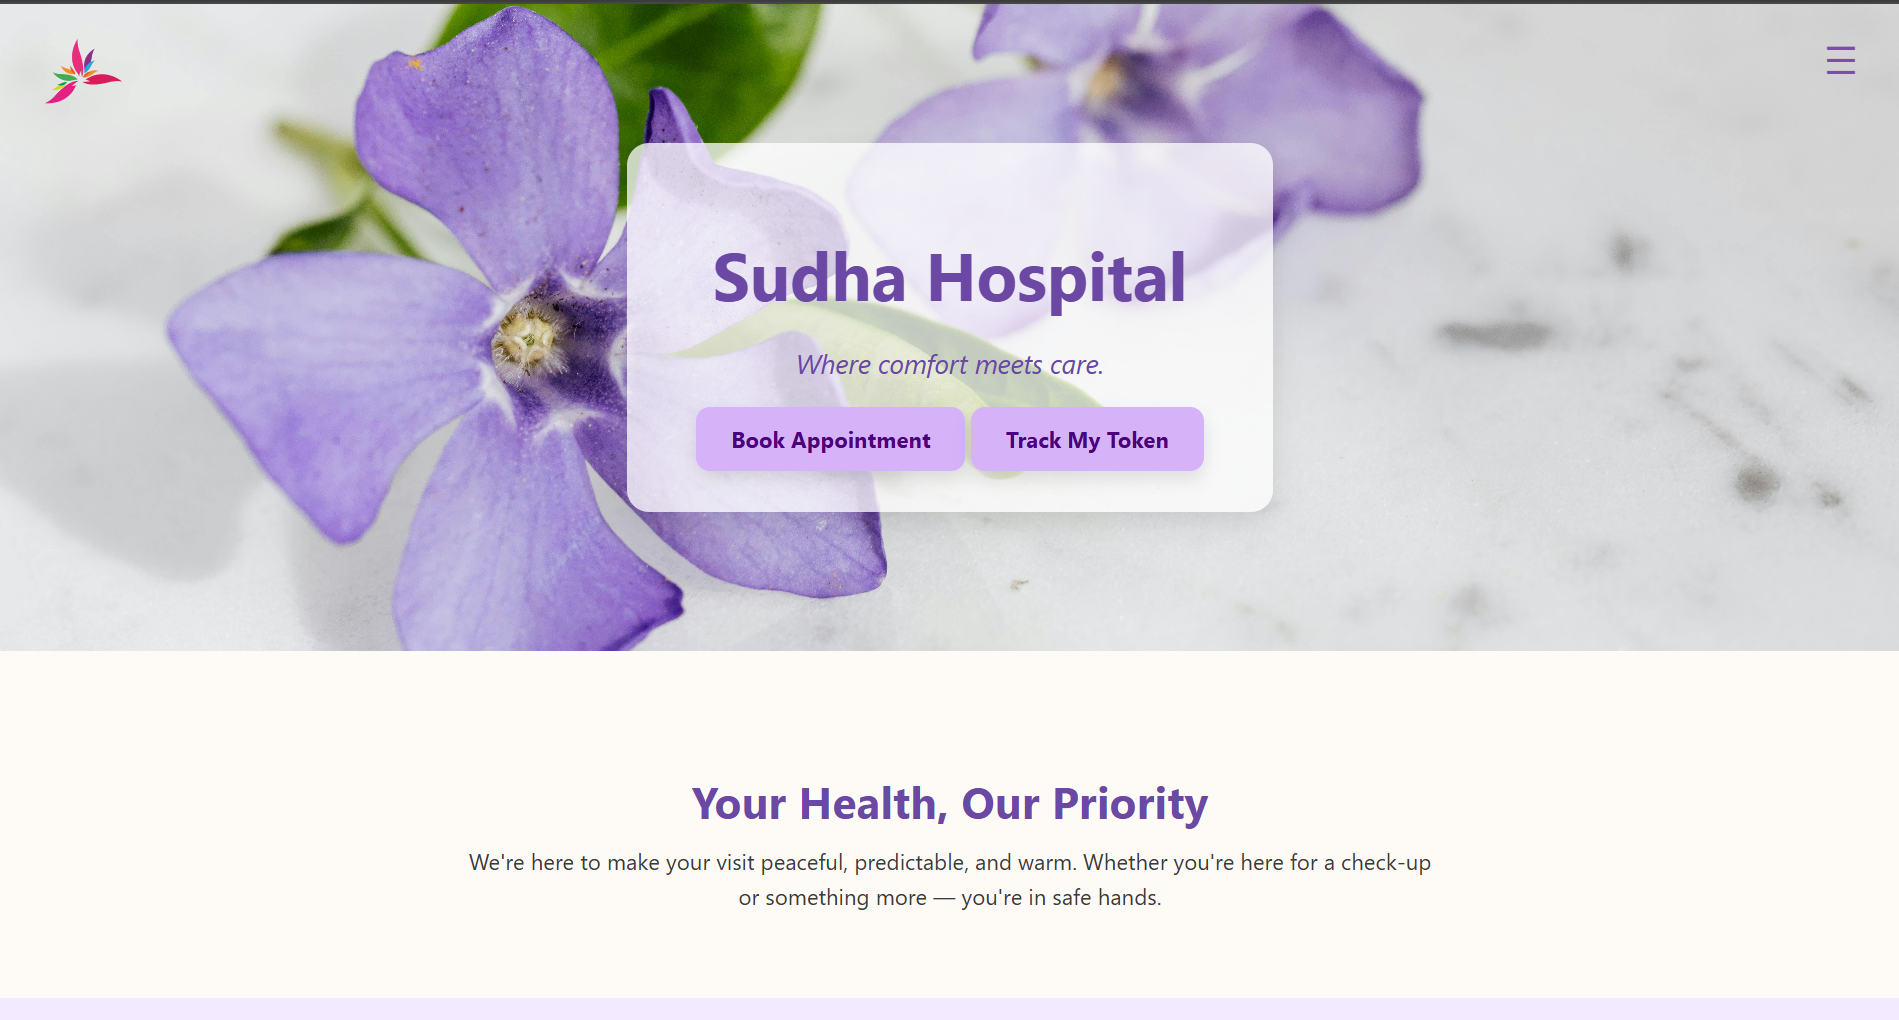 Sudha Hospital
Where comfort meets care.
Book Appointment Track My Token
Your Health, Our Priority
We're here to make your visit peaceful, predictable, and warm. Whether you're here for a check-up
or something more — you're in safe hands.